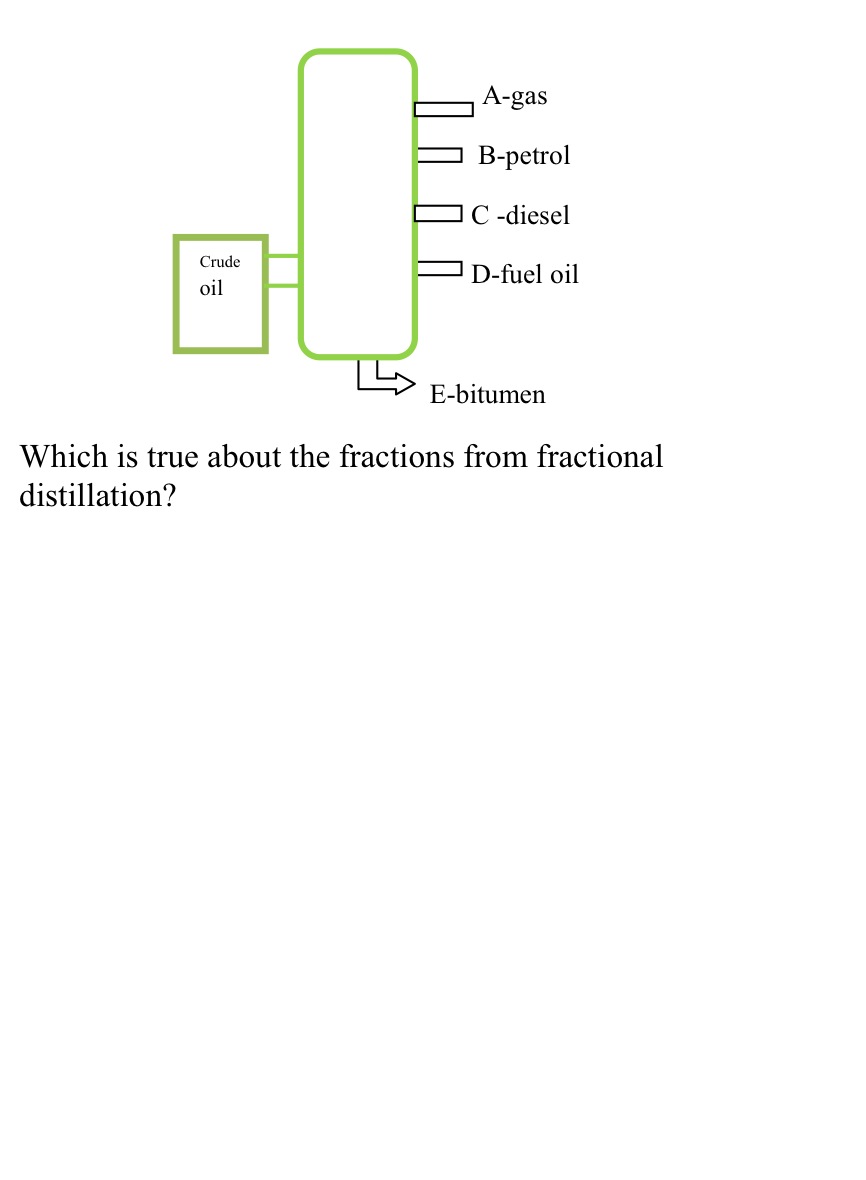 A-gas
B-petrol
C -diesel
Crude
oil
D-fuel oil
E-bitumen
Which is true about the fractions from fractional
distillation?